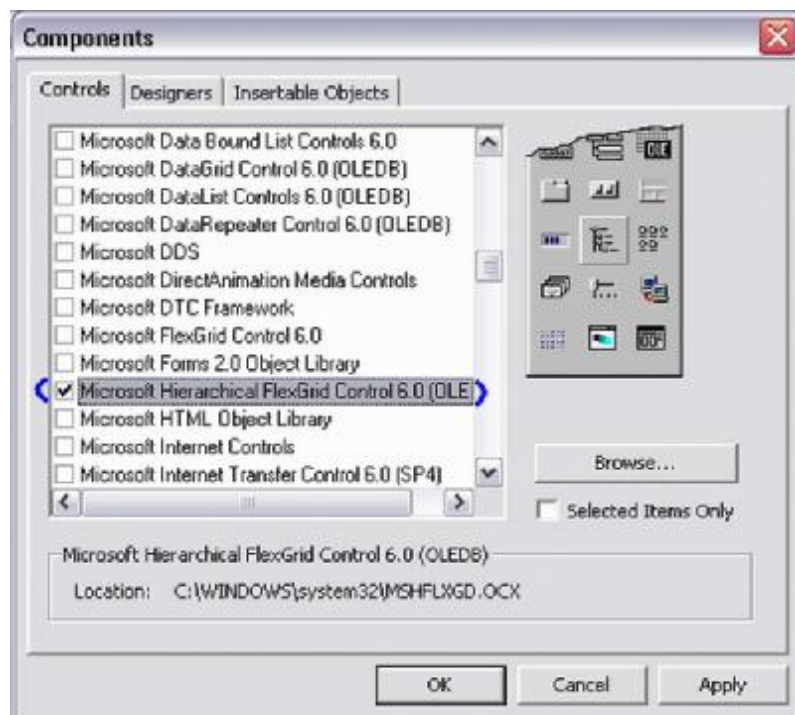 Components
Controls
Designers
Insertable Objects
Microsoft Data Bound List Controls 6.0
Microsoft DataGrid Control 6.0 (OLEDB)
Microsoft DataList Controls 6.0 (OLEDB)
Microsoft DataRepeater Control 6.0 (OLEDB)
Microsoft DDS
Microsoft DirectAnimation Media Controls
Microsoft DTC Framework
Microsoft FlexGrid Control 6.0
Microsoft Forms 2.0 Object Library
Microsoft Hierarchical FlexGrid Control 6.0 (OLE
Microsoft HTML Object Library
Microsoft Internet Controls
Microsoft Internet Transfer Control 6.0 (SP4)
OLE
Browse...
Selected Items Only
Microsoft Hierarchical FlexGrid Control 6.0 (OLEDB)
Location: C:\WINDOWS\system32\MSHFLXGD.OCX
OK
Cancel
Apply